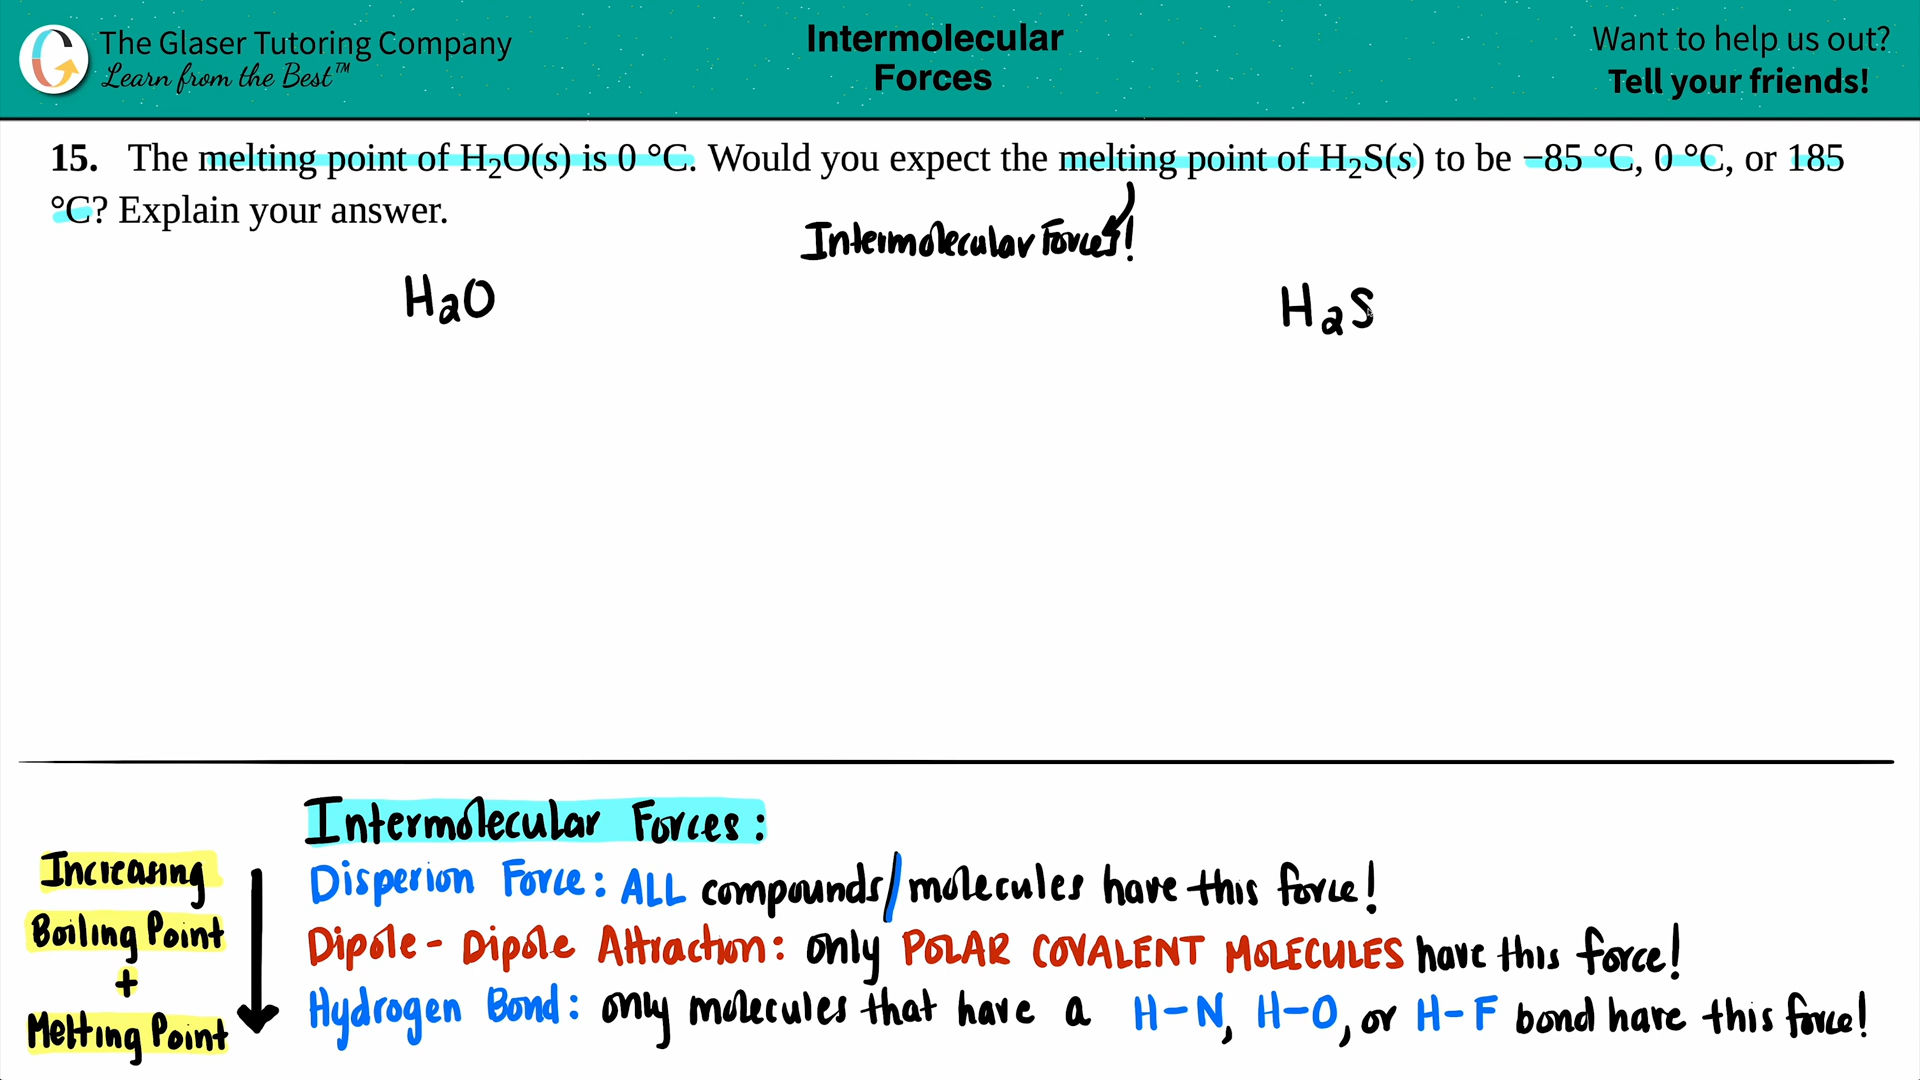 The Glaser Tutoring Company
Learn from the Best™
Intermolecular
Forces
Want to help us out?
Tell your friends!
15. The melting point of H₂O(s) is 0 °C. Would you expect the melting point of H₂S(s) to be −85 °C, 0 °C, or 185
°C? Explain your answer.
Intermolecular Forces!
H₂O
H₂S
Intermolecular Forces:
Increasing
Boiling Point
+
Melting Point
Disperion Force: ALL compounds/molecules have this force!
Dipole-Dipole Attraction: only POLAR COVALENT MOLECULES have this force!
Hydrogen Bond: only molecules that have a H-N, H-O, or H-F bond have this force!